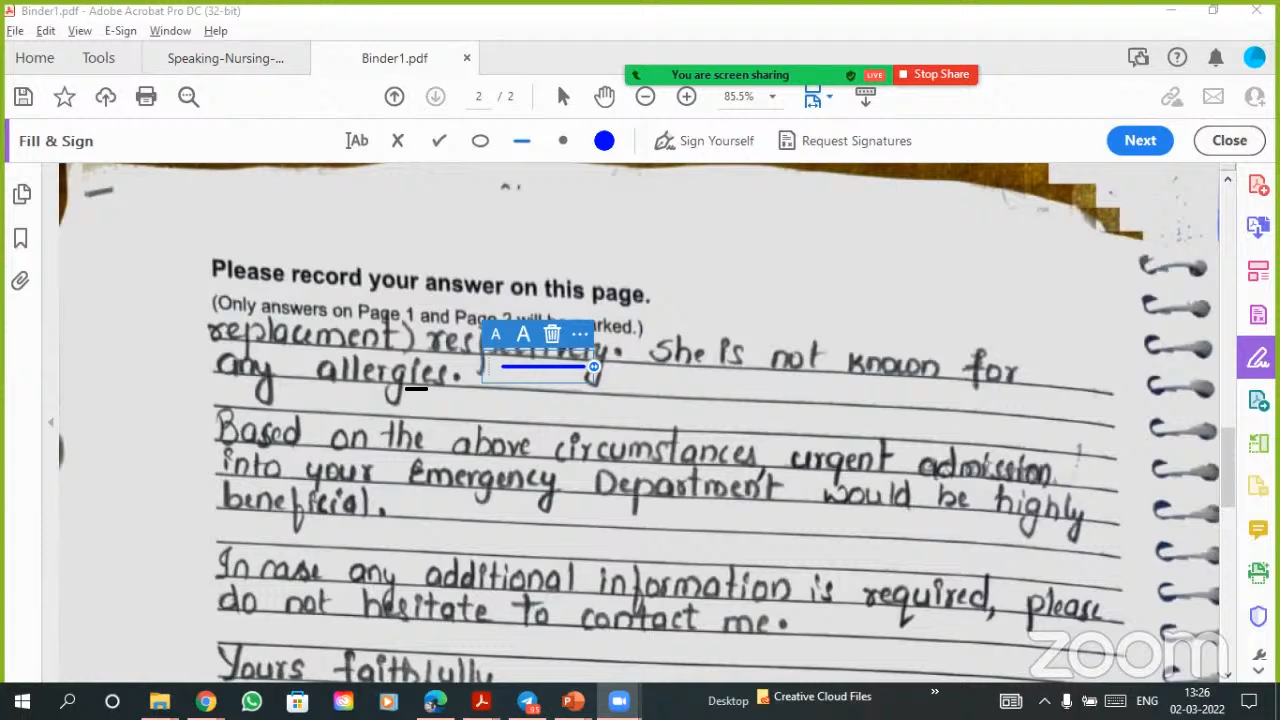 Binder1.pdf - Adobe Acrobat Pro DC (32-bit)
File Edit View E-Sign Window Help
Home Tools Speaking-Nursing-... Binder1.pdf ×
You are screen sharing LIVE Stop Share
2 / 2 85.5%
Fill & Sign Ab Sign Yourself Request Signatures Next Close
Please record your answer on this page.
(Only answers on Page 1 and Page 2 will be marked.)
replacement) respectively. She is not known for
any allergies.
A A ...
Based on the above circumstances, urgent admission
into your Emergency Department would be highly
beneficial.
In case any additional information is required, please
do not hesitate to contact me.
Yours faithfully
zoom
Desktop Creative Cloud Files » ENG 13:26
02-03-2022